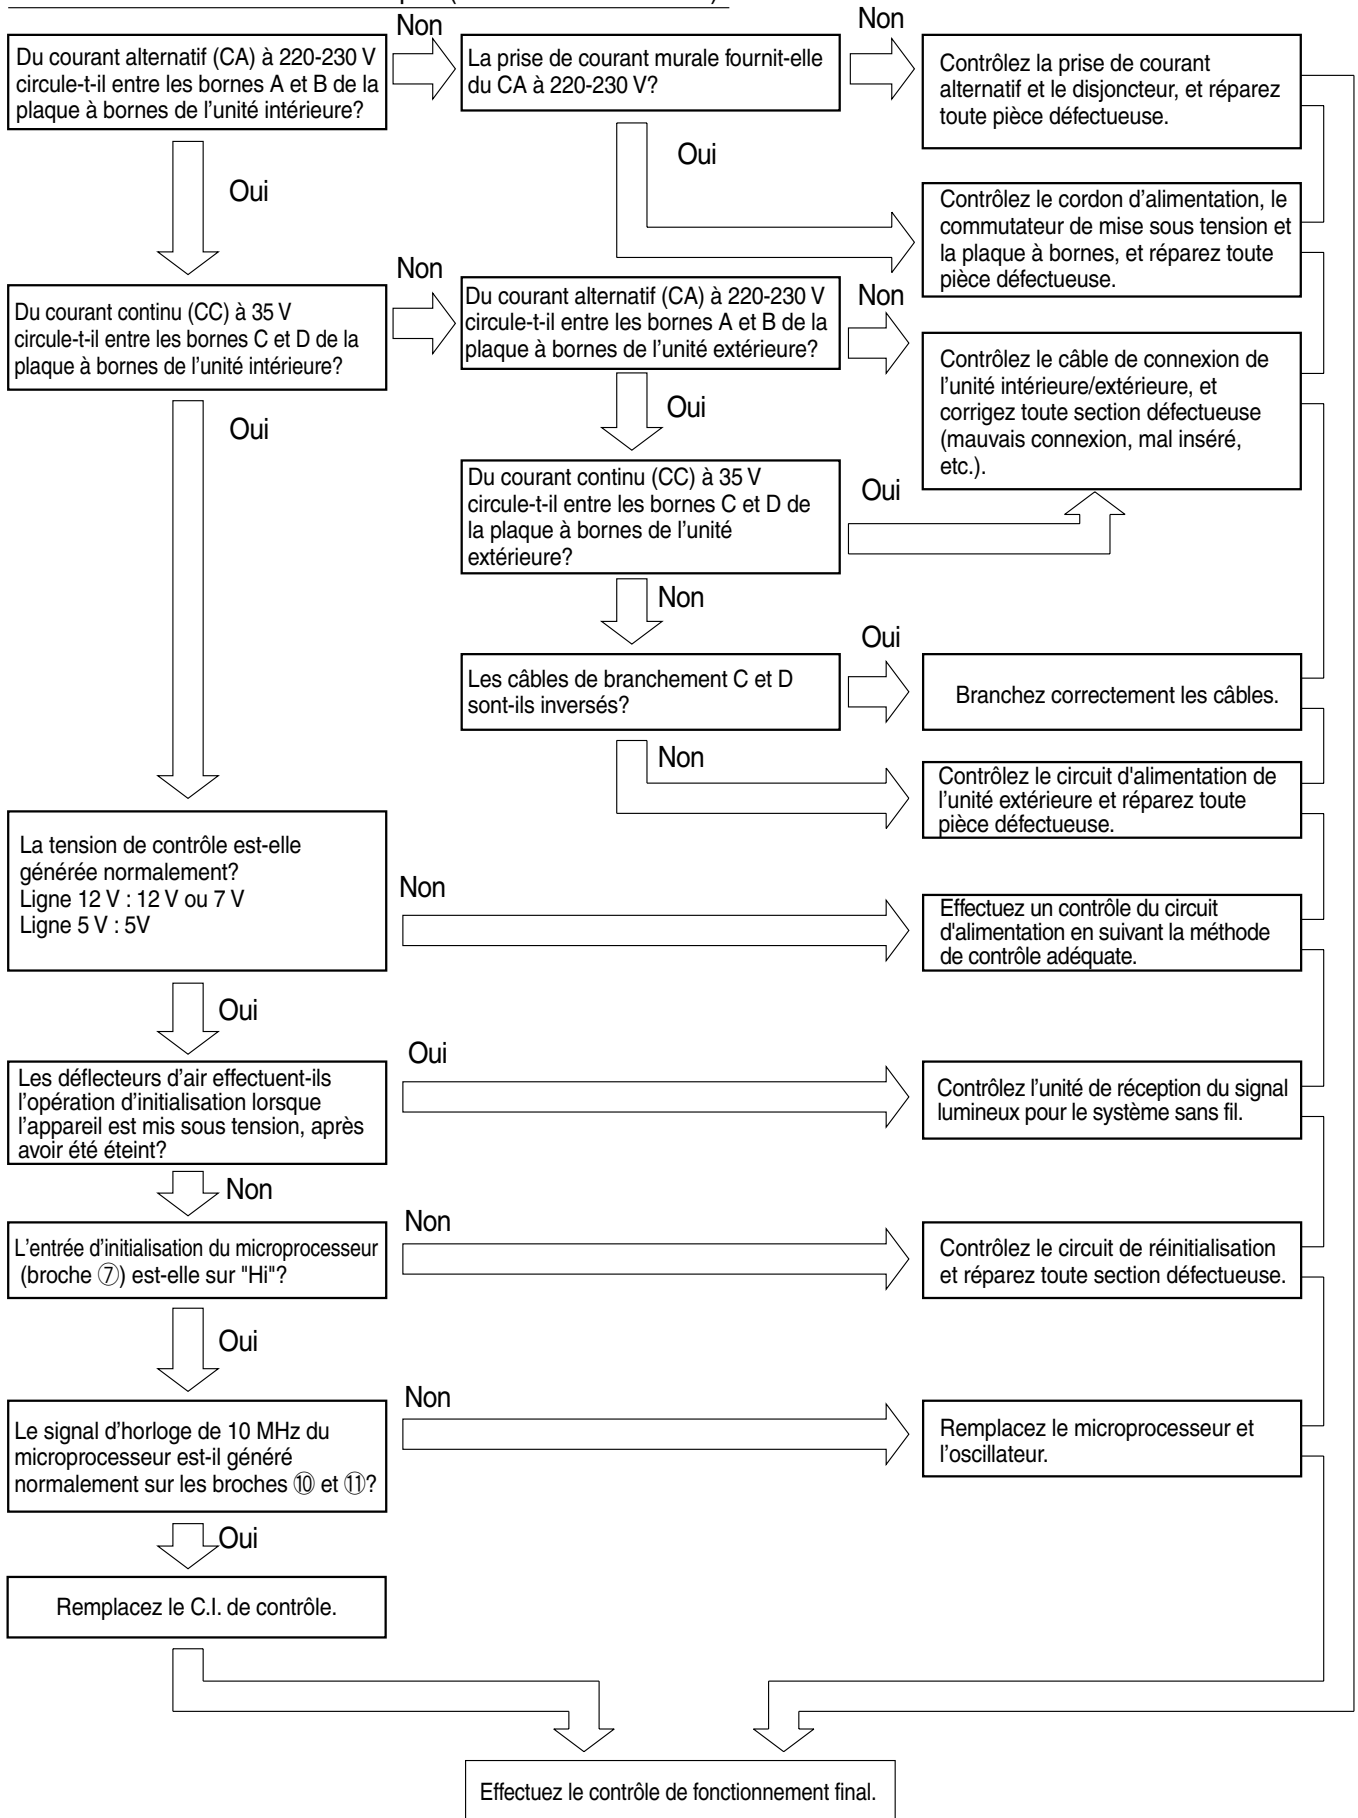 Non
Non
Du courant alternatif (CA) à 220-230 V
circule-t-il entre les bornes A et B de la
plaque à bornes de l'unité intérieure?
La prise de courant murale fournit-elle
du CA à 220-230 V?
Contrôlez la prise de courant
alternatif et le disjoncteur, et réparez
toute pièce défectueuse.
Oui
Oui
Contrôlez le cordon d'alimentation, le
commutateur de mise sous tension et
la plaque à bornes, et réparez toute
pièce défectueuse.
Non
Non
Du courant continu (CC) à 35 V
circule-t-il entre les bornes C et D de la
plaque à bornes de l'unité intérieure?
Du courant alternatif (CA) à 220-230 V
circule-t-il entre les bornes A et B de la
plaque à bornes de l'unité extérieure?
Contrôlez le câble de connexion de
l'unité intérieure/extérieure, et
corrigez toute section défectueuse
(mauvais connexion, mal inséré,
etc.).
Oui
Oui
Du courant continu (CC) à 35 V
circule-t-il entre les bornes C et D de
la plaque à bornes de l'unité
extérieure?
Oui
Non
Oui
Les câbles de branchement C et D
sont-ils inversés?
Branchez correctement les câbles.
Non
Contrôlez le circuit d'alimentation de
l'unité extérieure et réparez toute
pièce défectueuse.
La tension de contrôle est-elle
générée normalement?
Ligne 12 V : 12 V ou 7 V
Ligne 5 V : 5V
Non
Effectuez un contrôle du circuit
d'alimentation en suivant la méthode
de contrôle adéquate.
Oui
Oui
Les déflecteurs d'air effectuent-ils
l'opération d'initialisation lorsque
l'appareil est mis sous tension, après
avoir été éteint?
Contrôlez l'unité de réception du signal
lumineux pour le système sans fil.
Non
Non
L'entrée d'initialisation du microprocesseur
(broche ⑦) est-elle sur "Hi"?
Contrôlez le circuit de réinitialisation
et réparez toute section défectueuse.
Oui
Non
Le signal d'horloge de 10 MHz du
microprocesseur est-il généré
normalement sur les broches ⑩ et ⑪?
Remplacez le microprocesseur et
l'oscillateur.
Oui
Remplacez le C.I. de contrôle.
Effectuez le contrôle de fonctionnement final.